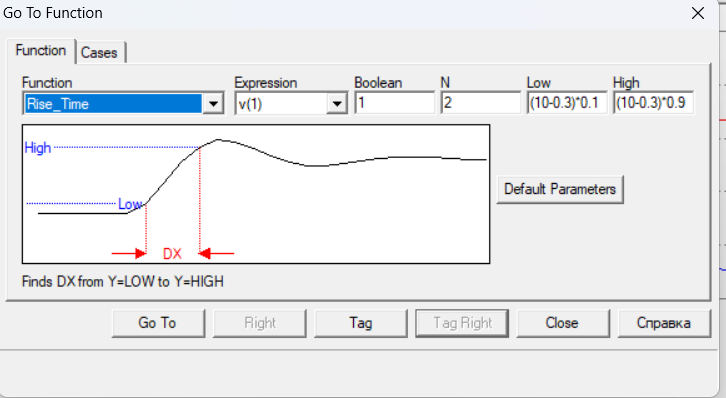 Go To Function
Function Cases
Function Expression Boolean N Low High
Rise_Time v(1) 1 2 (10-0.3)*0.1 (10-0.3)*0.9
High
Low
DX
Default Parameters
Finds DX from Y=LOW to Y=HIGH
Go To Right Tag Tag Right Close Справка